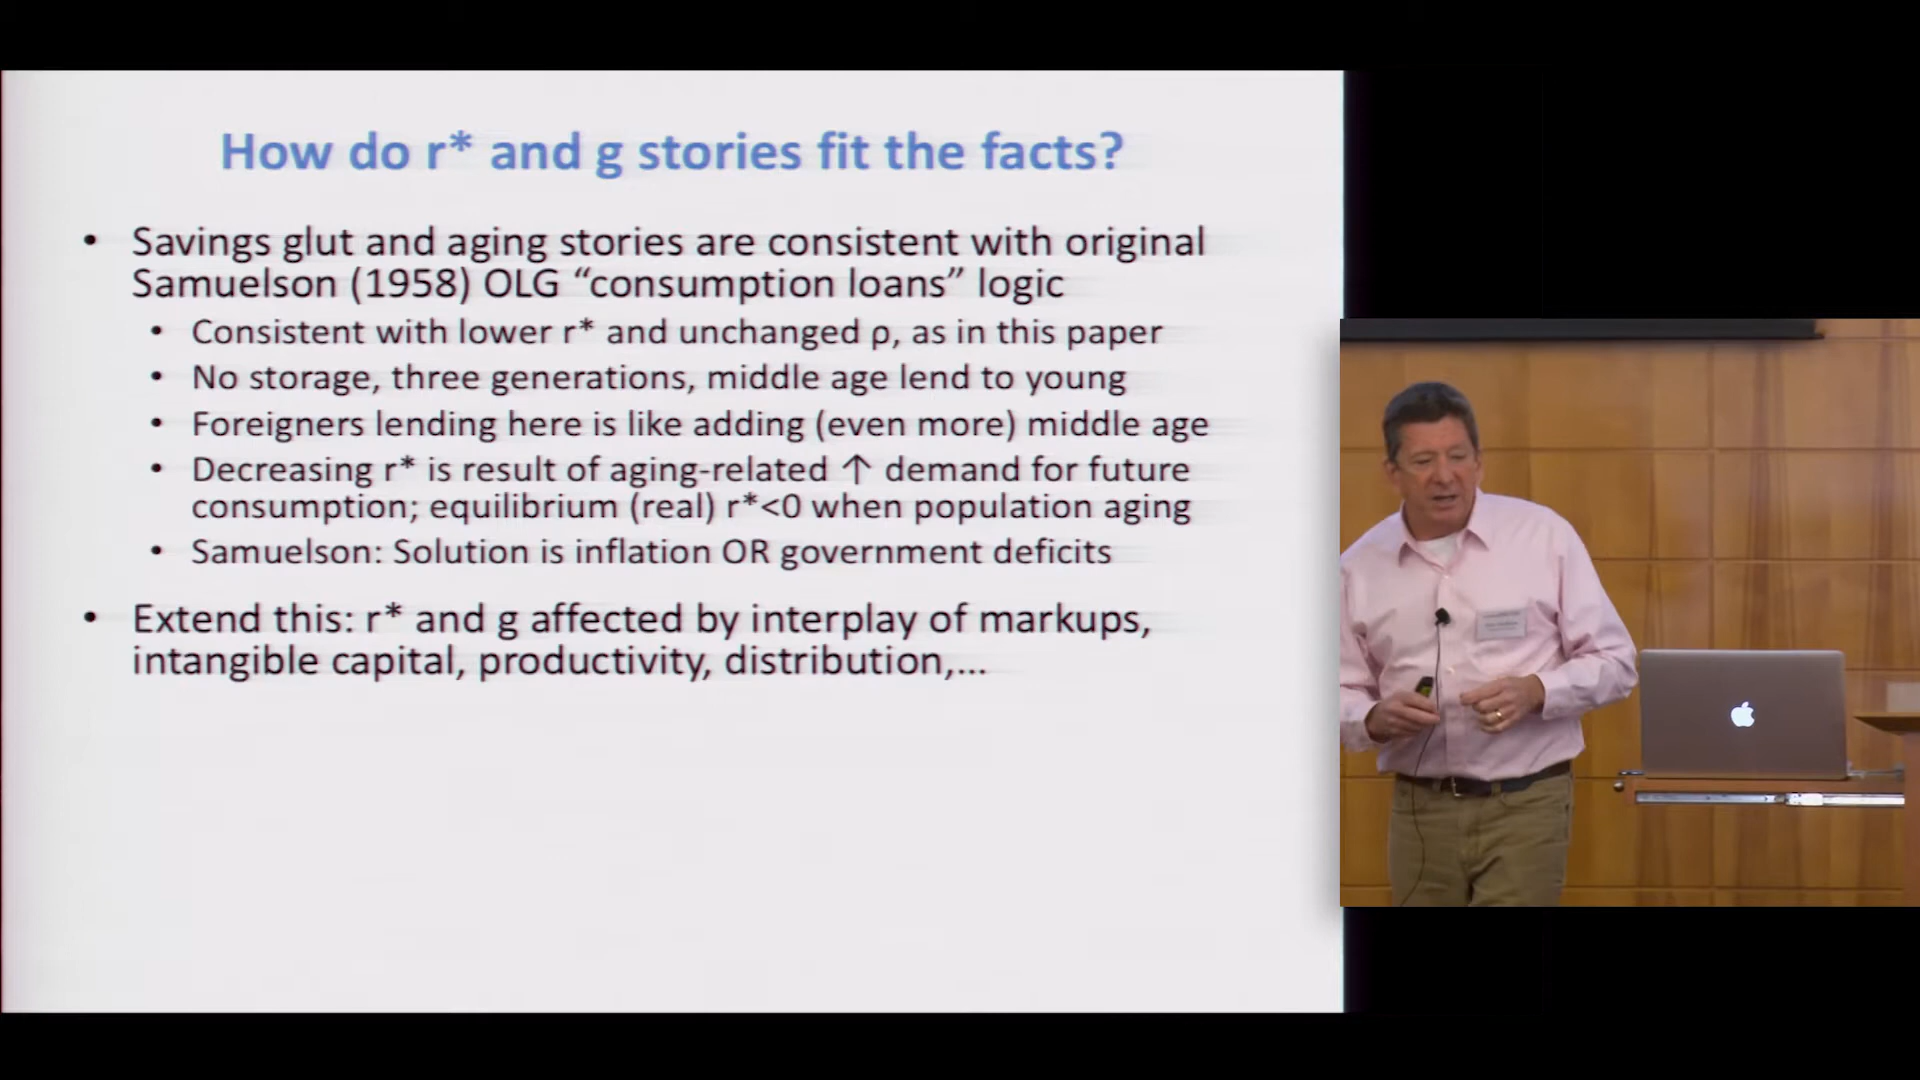 How do r* and g stories fit the facts?
• Savings glut and aging stories are consistent with original
Samuelson (1958) OLG “consumption loans” logic
• Consistent with lower r* and unchanged ρ, as in this paper
• No storage, three generations, middle age lend to young
• Foreigners lending here is like adding (even more) middle age
• Decreasing r* is result of aging-related ↑ demand for future
consumption; equilibrium (real) r*<0 when population aging
• Samuelson: Solution is inflation OR government deficits
• Extend this: r* and g affected by interplay of markups,
intangible capital, productivity, distribution,...